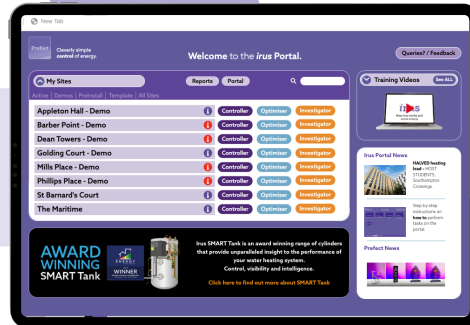 New Tab
Prefect
Cleverly simple
control of energy.
Welcome to the irus Portal.
Queries? / Feedback
My Sites
Reports
Portal
Active | Demos | Preinstall | Template | All Sites
Appleton Hall - Demo
Controller
Optimiser
Investigator
Barber Point - Demo
Controller
Optimiser
Investigator
Dean Towers - Demo
Controller
Optimiser
Investigator
Golding Court - Demo
Controller
Optimiser
Investigator
Mills Place - Demo
Controller
Optimiser
Investigator
Phillips Place - Demo
Controller
Optimiser
Investigator
St Barnard's Court
Controller
Optimiser
Investigator
The Maritime
Controller
Optimiser
Investigator
Training Videos
See ALL
irus
Irus Portal News
HALVED heating
load - HOST
STUDENTS,
Southampton
Crossings
Step-by-step
instructions on
how to perform
tasks on the
portal
Prefect News
AWARD
WINNING
SMART Tank
ENERGY
WINNER
Irus SMART Tank is an award winning range of cylinders
that provide unparalleled insight to the performance of
your water heating system.
Control, visibility and intelligence.
Click here to find out more about SMART Tank